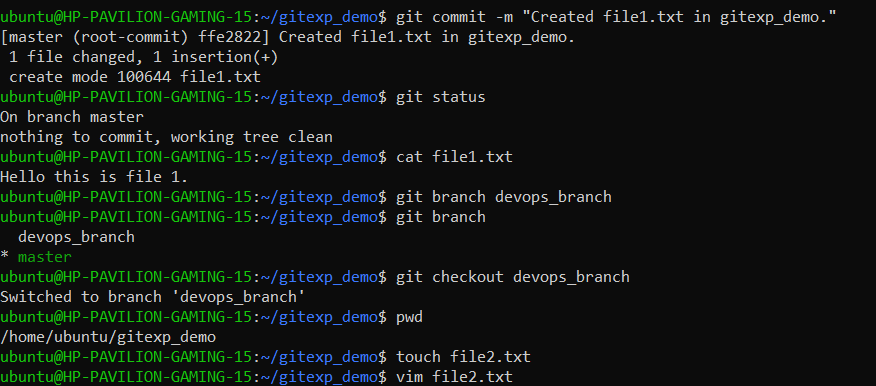 ubuntu@HP-PAVILION-GAMING-15:~/gitexp_demo$ git commit -m "Created file1.txt in gitexp_demo."
[master (root-commit) ffe2822] Created file1.txt in gitexp_demo.
 1 file changed, 1 insertion(+)
 create mode 100644 file1.txt
ubuntu@HP-PAVILION-GAMING-15:~/gitexp_demo$ git status
On branch master
nothing to commit, working tree clean
ubuntu@HP-PAVILION-GAMING-15:~/gitexp_demo$ cat file1.txt
Hello this is file 1.
ubuntu@HP-PAVILION-GAMING-15:~/gitexp_demo$ git branch devops_branch
ubuntu@HP-PAVILION-GAMING-15:~/gitexp_demo$ git branch
  devops_branch
* master
ubuntu@HP-PAVILION-GAMING-15:~/gitexp_demo$ git checkout devops_branch
Switched to branch 'devops_branch'
ubuntu@HP-PAVILION-GAMING-15:~/gitexp_demo$ pwd
/home/ubuntu/gitexp_demo
ubuntu@HP-PAVILION-GAMING-15:~/gitexp_demo$ touch file2.txt
ubuntu@HP-PAVILION-GAMING-15:~/gitexp_demo$ vim file2.txt